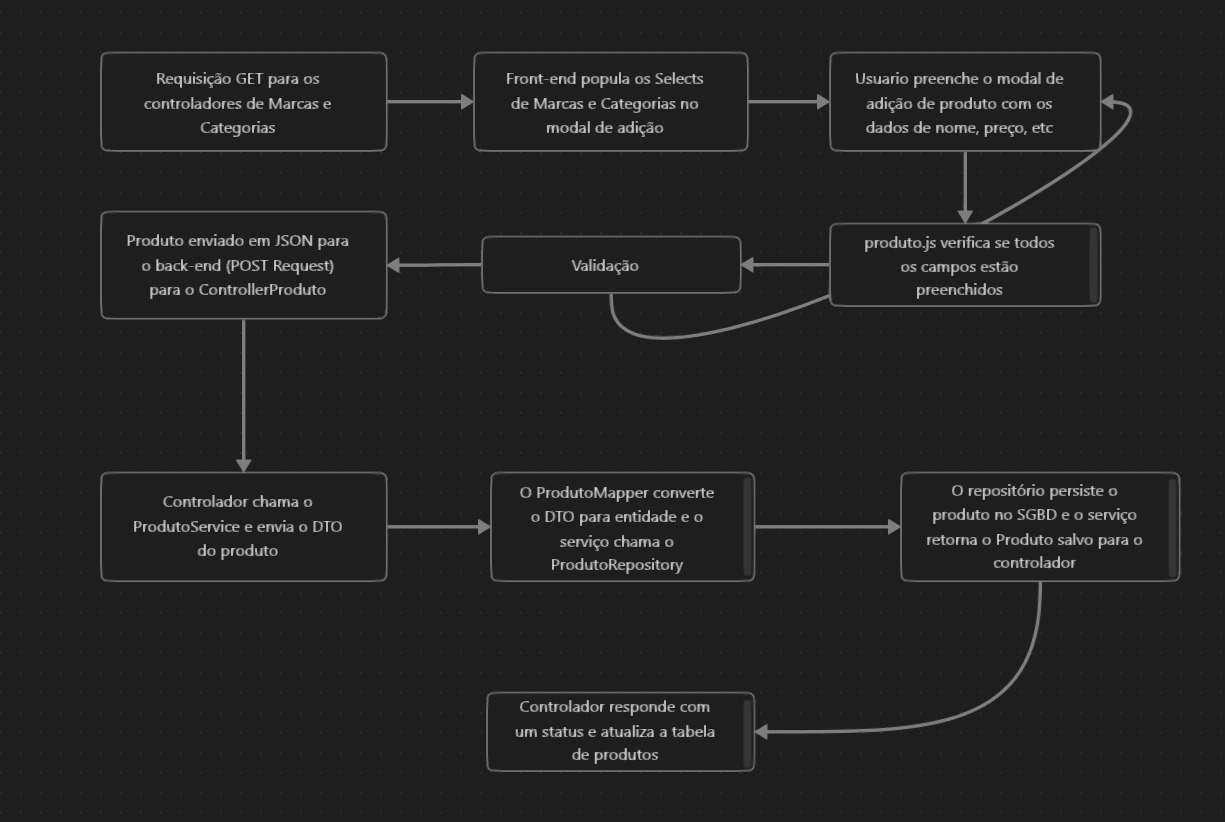 Requisição GET para os
controladores de Marcas e
Categorias
Front-end popula os Selects
de Marcas e Categorias no
modal de adição
Usuario preenche o modal de
adição de produto com os
dados de nome, preço, etc
produto.js verifica se todos
os campos estão
preenchidos
Validação
Produto enviado em JSON para
o back-end (POST Request)
para o ControllerProduto
Controlador chama o
ProdutoService e envia o DTO
do produto
O ProdutoMapper converte
o DTO para entidade e o
serviço chama o
ProdutoRepository
O repositório persiste o
produto no SGBD e o serviço
retorna o Produto salvo para o
controlador
Controlador responde com
um status e atualiza a tabela
de produtos